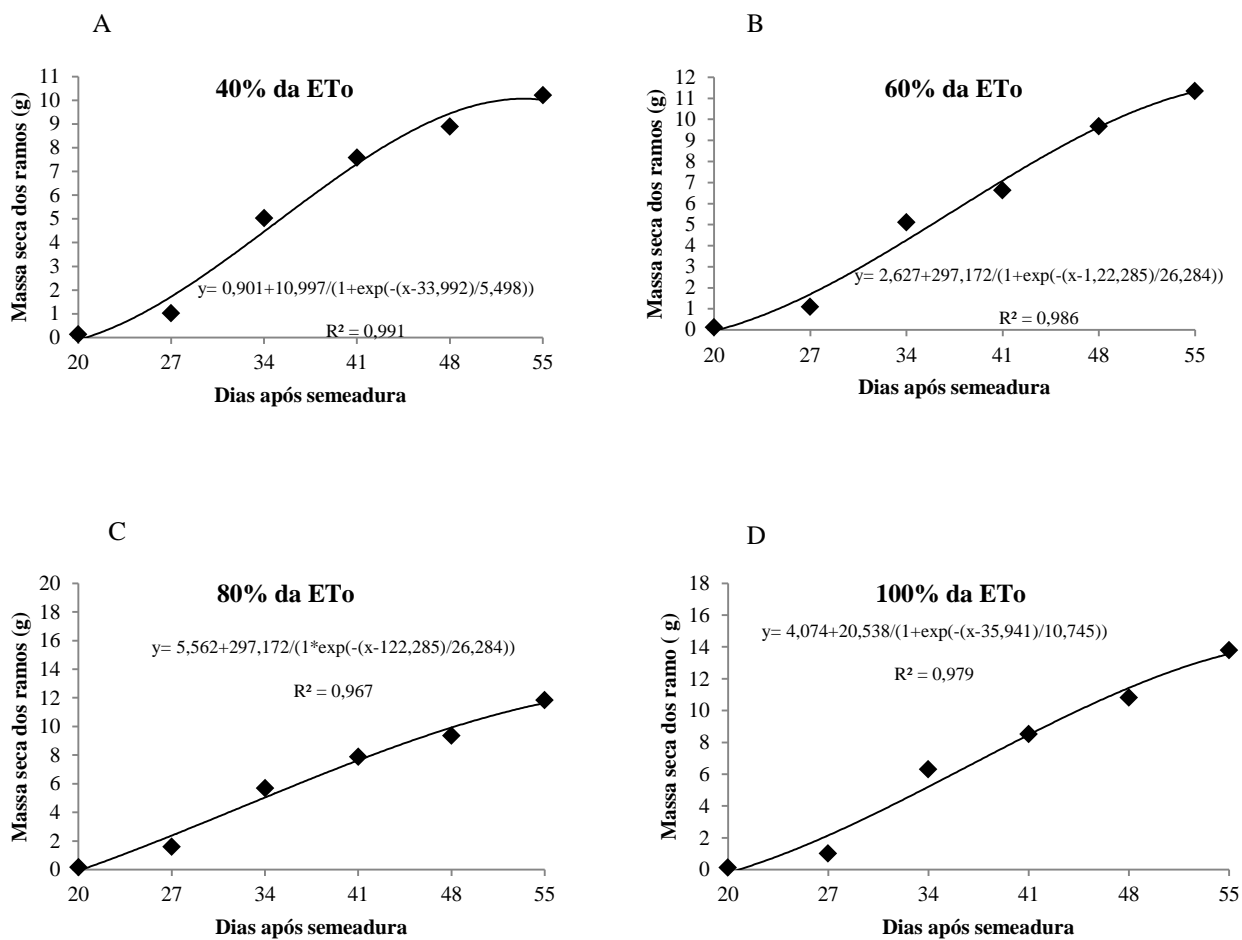 A
40% da ETo
Massa seca dos ramos (g)
11
10
9
8
7
6
5
4
3
2
1
0
y= 0,901+10,997/(1+exp(-(x-33,992)/5,498))
R² = 0,991
20 27 34 41 48 55
Dias após semeadura
B
60% da ETo
Massa seca dos ramos (g)
12
11
10
9
8
7
6
5
4
3
2
1
0
y= 2,627+297,172/(1+exp(-(x-1,22,285)/26,284))
R² = 0,986
20 27 34 41 48 55
Dias após semeadura
C
80% da ETo
Massa seca dos ramos (g)
20
18
16
14
12
10
8
6
4
2
0
y= 5,562+297,172/(1*exp(-(x-122,285)/26,284))
R² = 0,967
20 27 34 41 48 55
Dias após semeadura
D
100% da ETo
Massa seca dos ramo ( g)
18
16
14
12
10
8
6
4
2
0
y= 4,074+20,538/(1+exp(-(x-35,941)/10,745))
R² = 0,979
20 27 34 41 48 55
Dias após semeadura